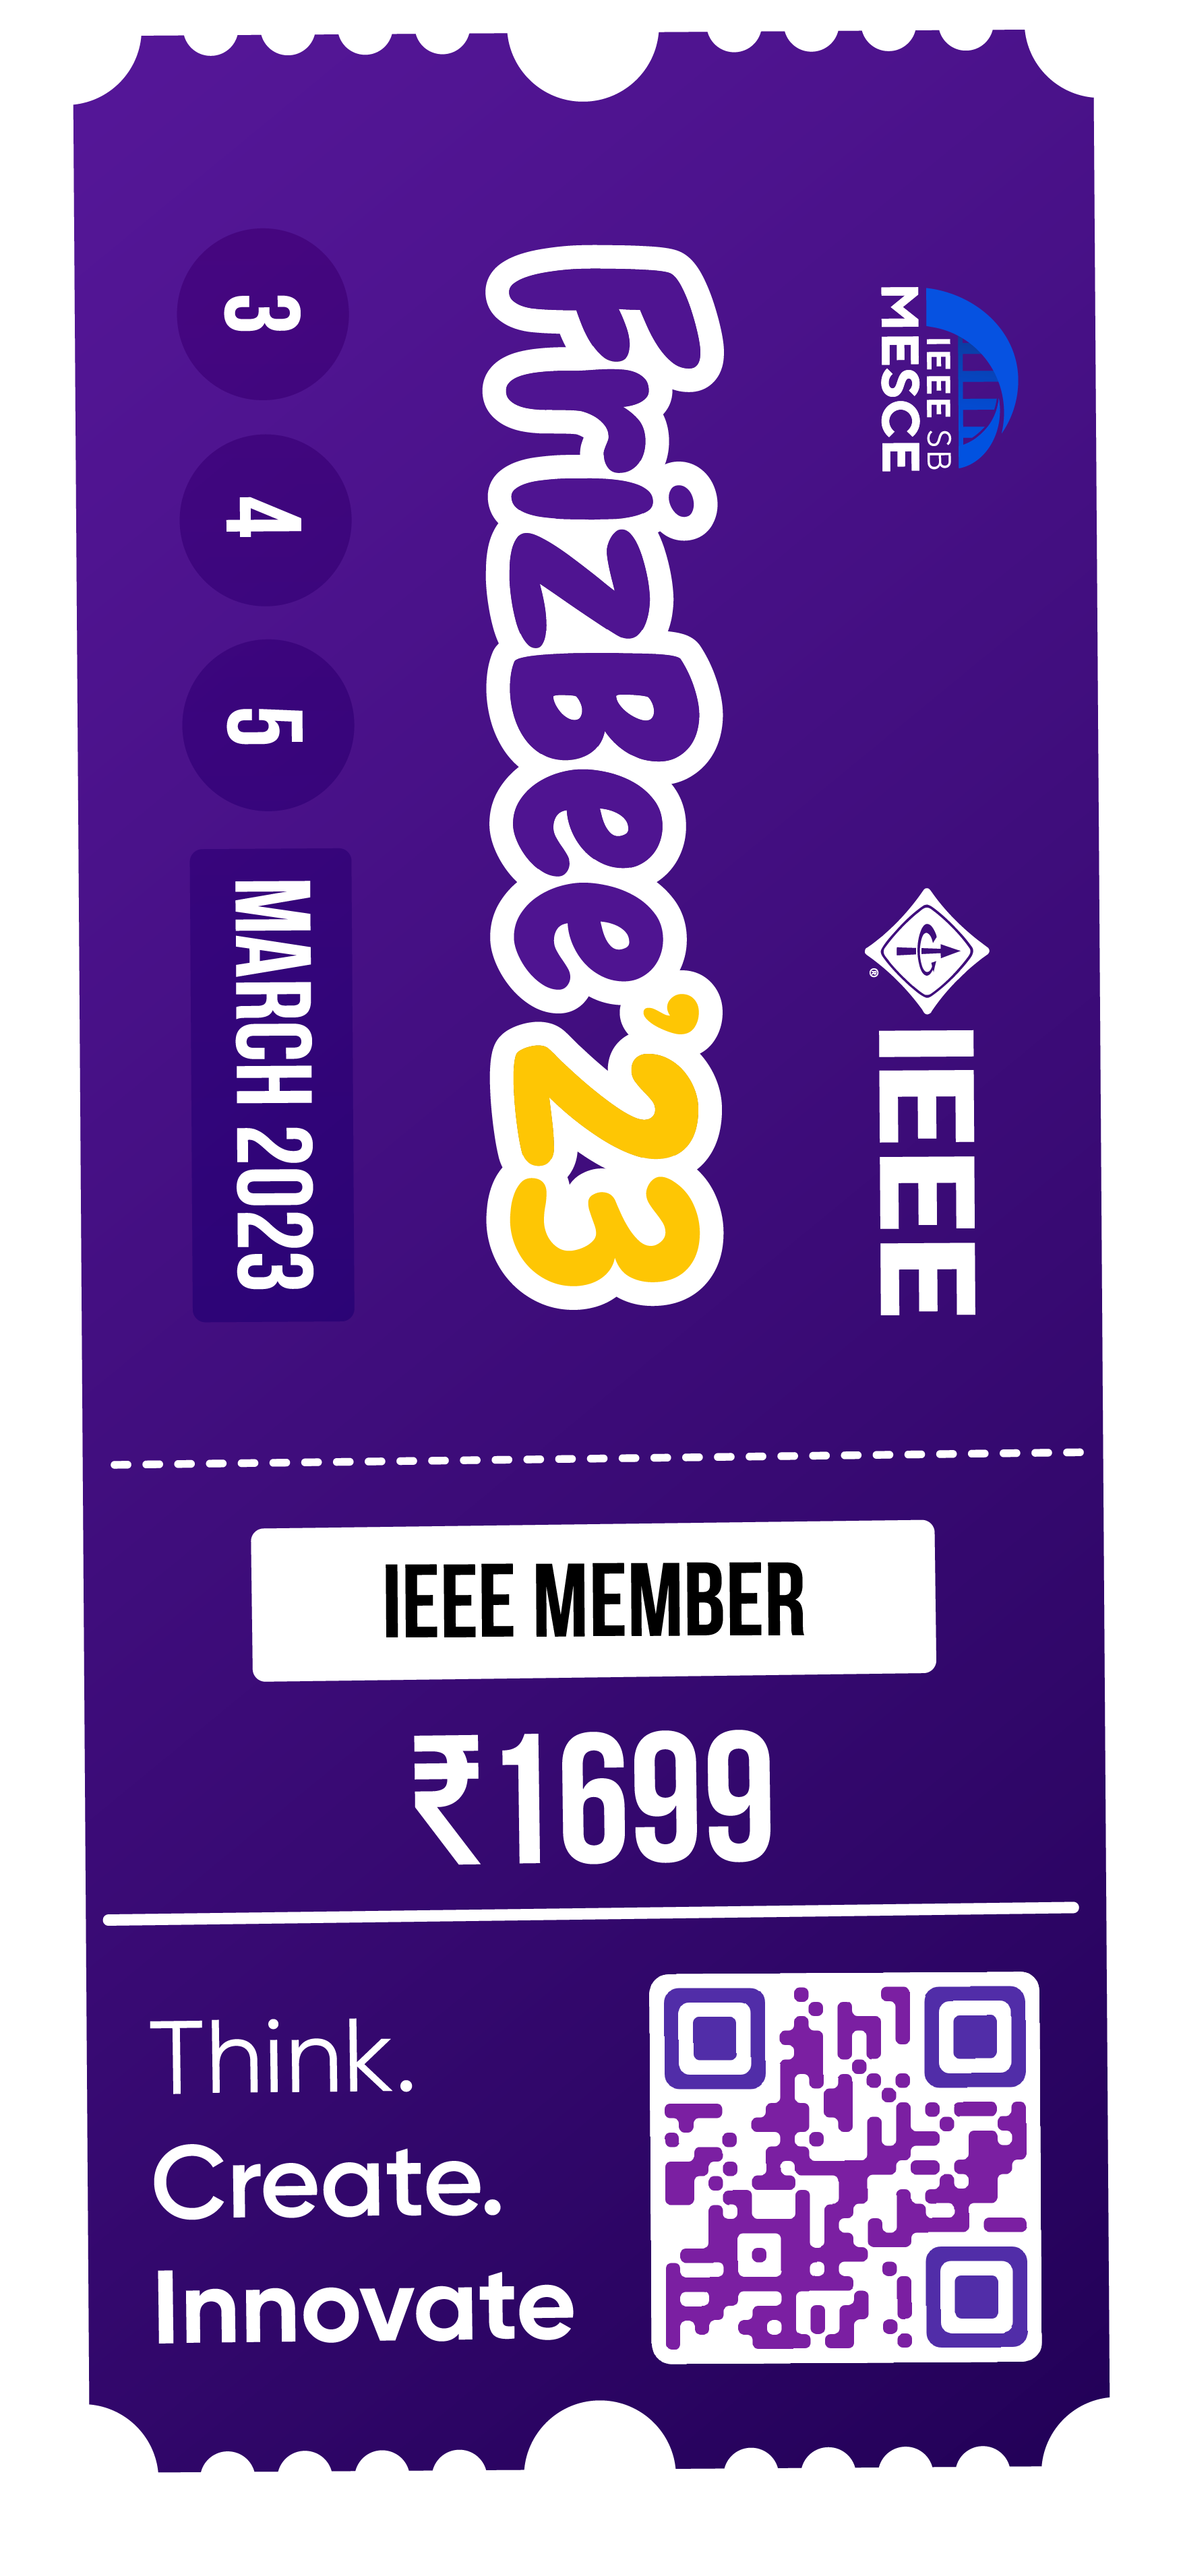 IEEE SB
MESCE
IEEE
®
FrizBee'23
3 4 5 MARCH 2023
IEEE MEMBER
₹1699
Think.
Create.
Innovate